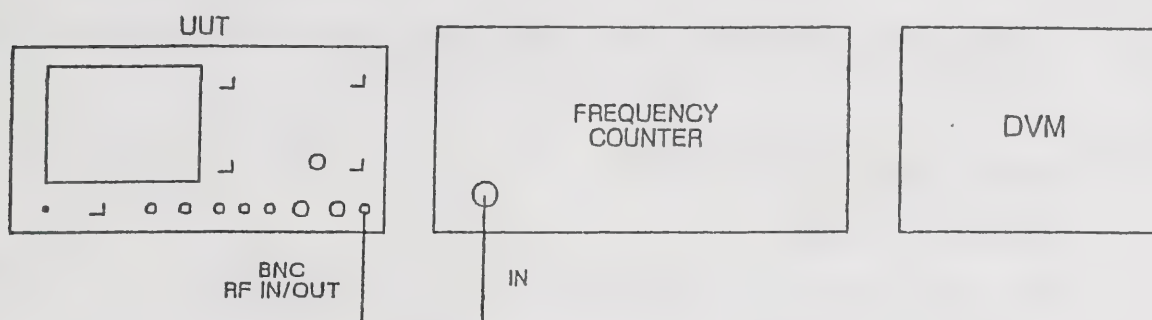 UUT
FREQUENCY
COUNTER
DVM
BNC
RF IN/OUT
IN